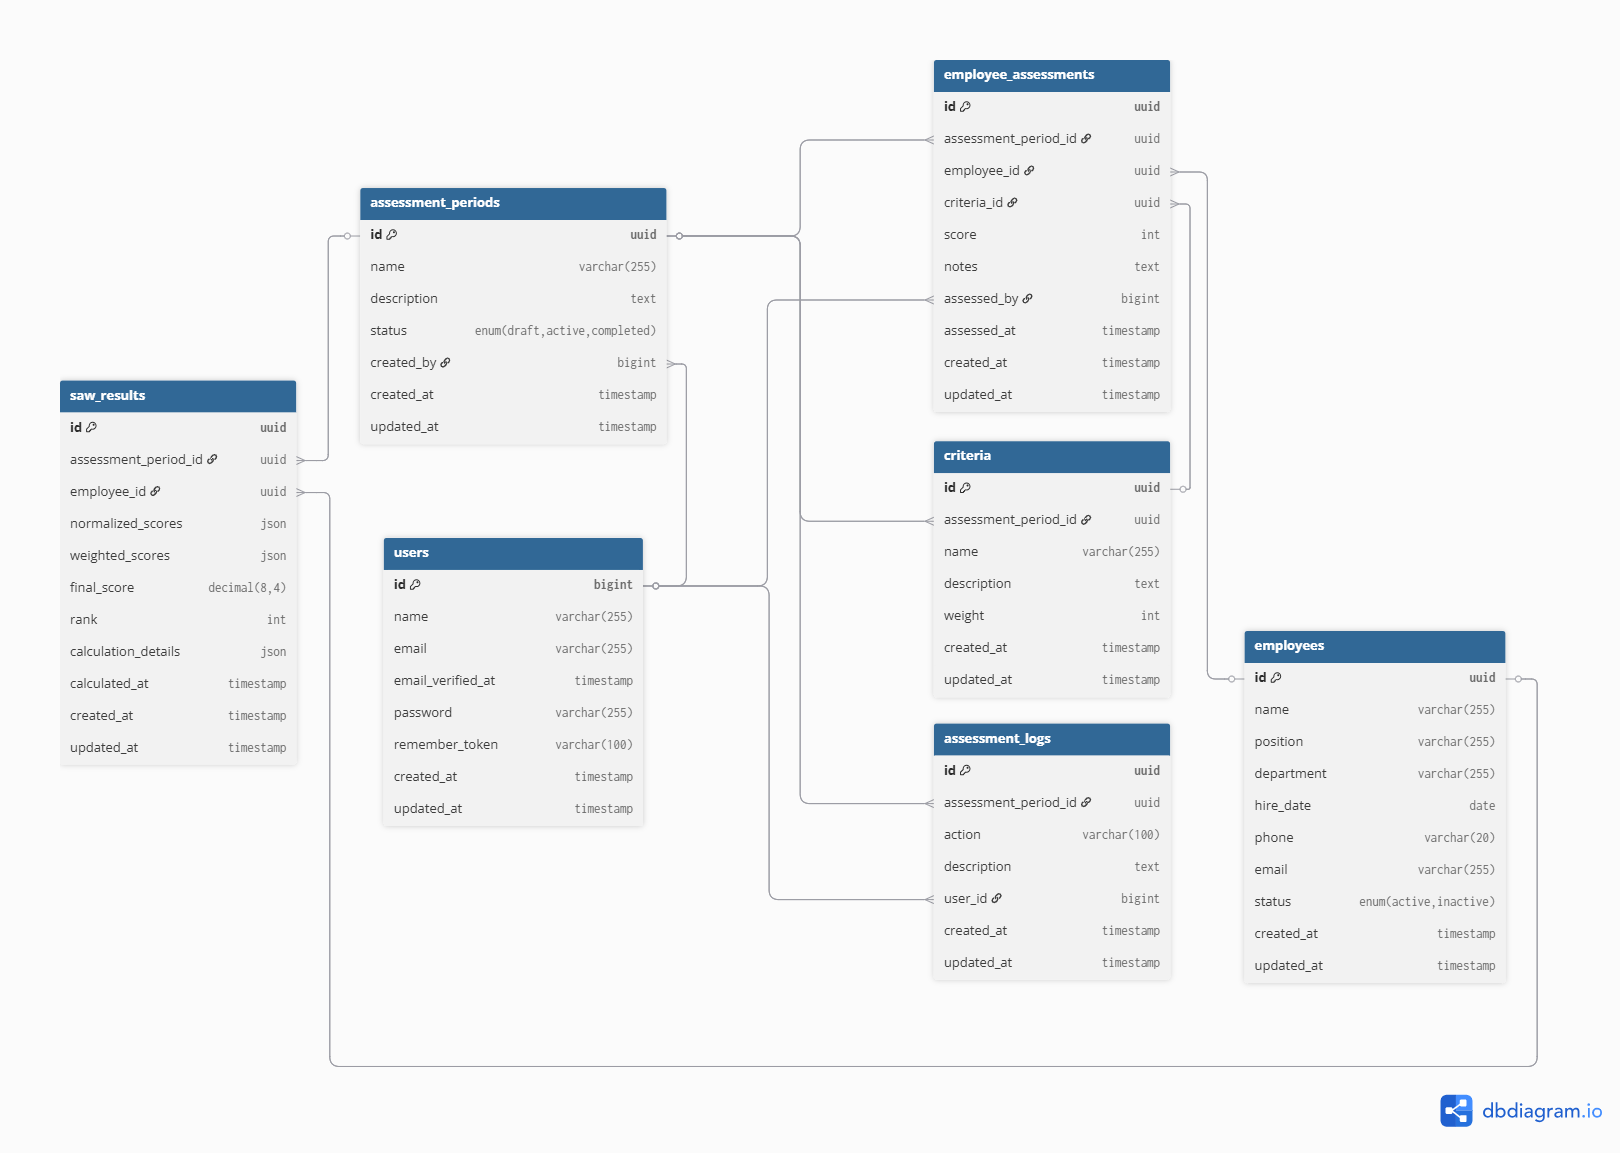 employee_assessments
id uuid
assessment_period_id uuid
employee_id uuid
criteria_id uuid
score int
notes text
assessed_by bigint
assessed_at timestamp
created_at timestamp
updated_at timestamp
assessment_periods
id uuid
name varchar(255)
description text
status enum(draft,active,completed)
created_by bigint
created_at timestamp
updated_at timestamp
saw_results
id uuid
assessment_period_id uuid
employee_id uuid
normalized_scores json
weighted_scores json
final_score decimal(8,4)
rank int
calculation_details json
calculated_at timestamp
created_at timestamp
updated_at timestamp
users
id bigint
name varchar(255)
email varchar(255)
email_verified_at timestamp
password varchar(255)
remember_token varchar(100)
created_at timestamp
updated_at timestamp
criteria
id uuid
assessment_period_id uuid
name varchar(255)
description text
weight int
created_at timestamp
updated_at timestamp
assessment_logs
id uuid
assessment_period_id uuid
action varchar(100)
description text
user_id bigint
created_at timestamp
updated_at timestamp
employees
id uuid
name varchar(255)
position varchar(255)
department varchar(255)
hire_date date
phone varchar(20)
email varchar(255)
status enum(active,inactive)
created_at timestamp
updated_at timestamp
dbdiagram.io